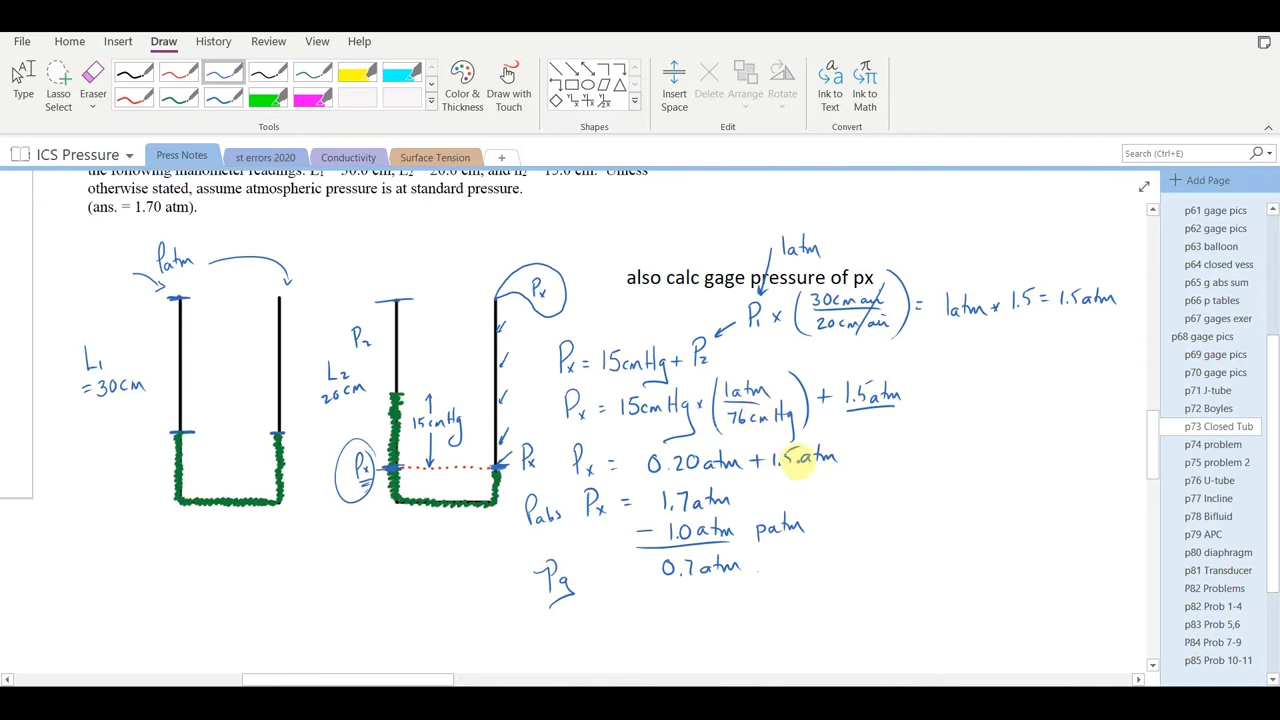 File Home Insert Draw History Review View Help
Type Lasso Select Eraser Color & Thickness Draw with Touch Insert Space Delete Arrange Rotate Ink to Text Ink to Math
Tools Shapes Edit Convert
ICS Pressure Press Notes st errors 2020 Conductivity Surface Tension + Search (Ctrl+E)
otherwise stated, assume atmospheric pressure is at standard pressure.
(ans. = 1.70 atm).
Patm
1atm
also calc gage pressure of px
P1 x (30cm air / 20cm air) = 1atm * 1.5 = 1.5atm
L1 = 30cm
P2
L2 20cm
Px
15cmHg
Px
Px
Px = 15cmHg + P2
Px = 15cmHg * (1atm / 76cmHg) + 1.5atm
Px = 0.20atm + 1.5atm
Pabs Px = 1.7atm
- 1.0atm patm
Pg 0.7atm
Add Page
p61 gage pics
p62 gage pics
p63 balloon
p64 closed vess
p65 g abs sum
p66 p tables
p67 gages exer
p68 gage pics
p69 gage pics
p70 gage pics
p71 J-tube
p72 Boyles
p73 Closed Tub
p74 problem
p75 problem 2
p76 U-tube
p77 Incline
p78 Bifluid
p79 APC
p80 diaphragm
p81 Transducer
P82 Problems
p82 Prob 1-4
p83 Prob 5,6
P84 Prob 7-9
p85 Prob 10-11